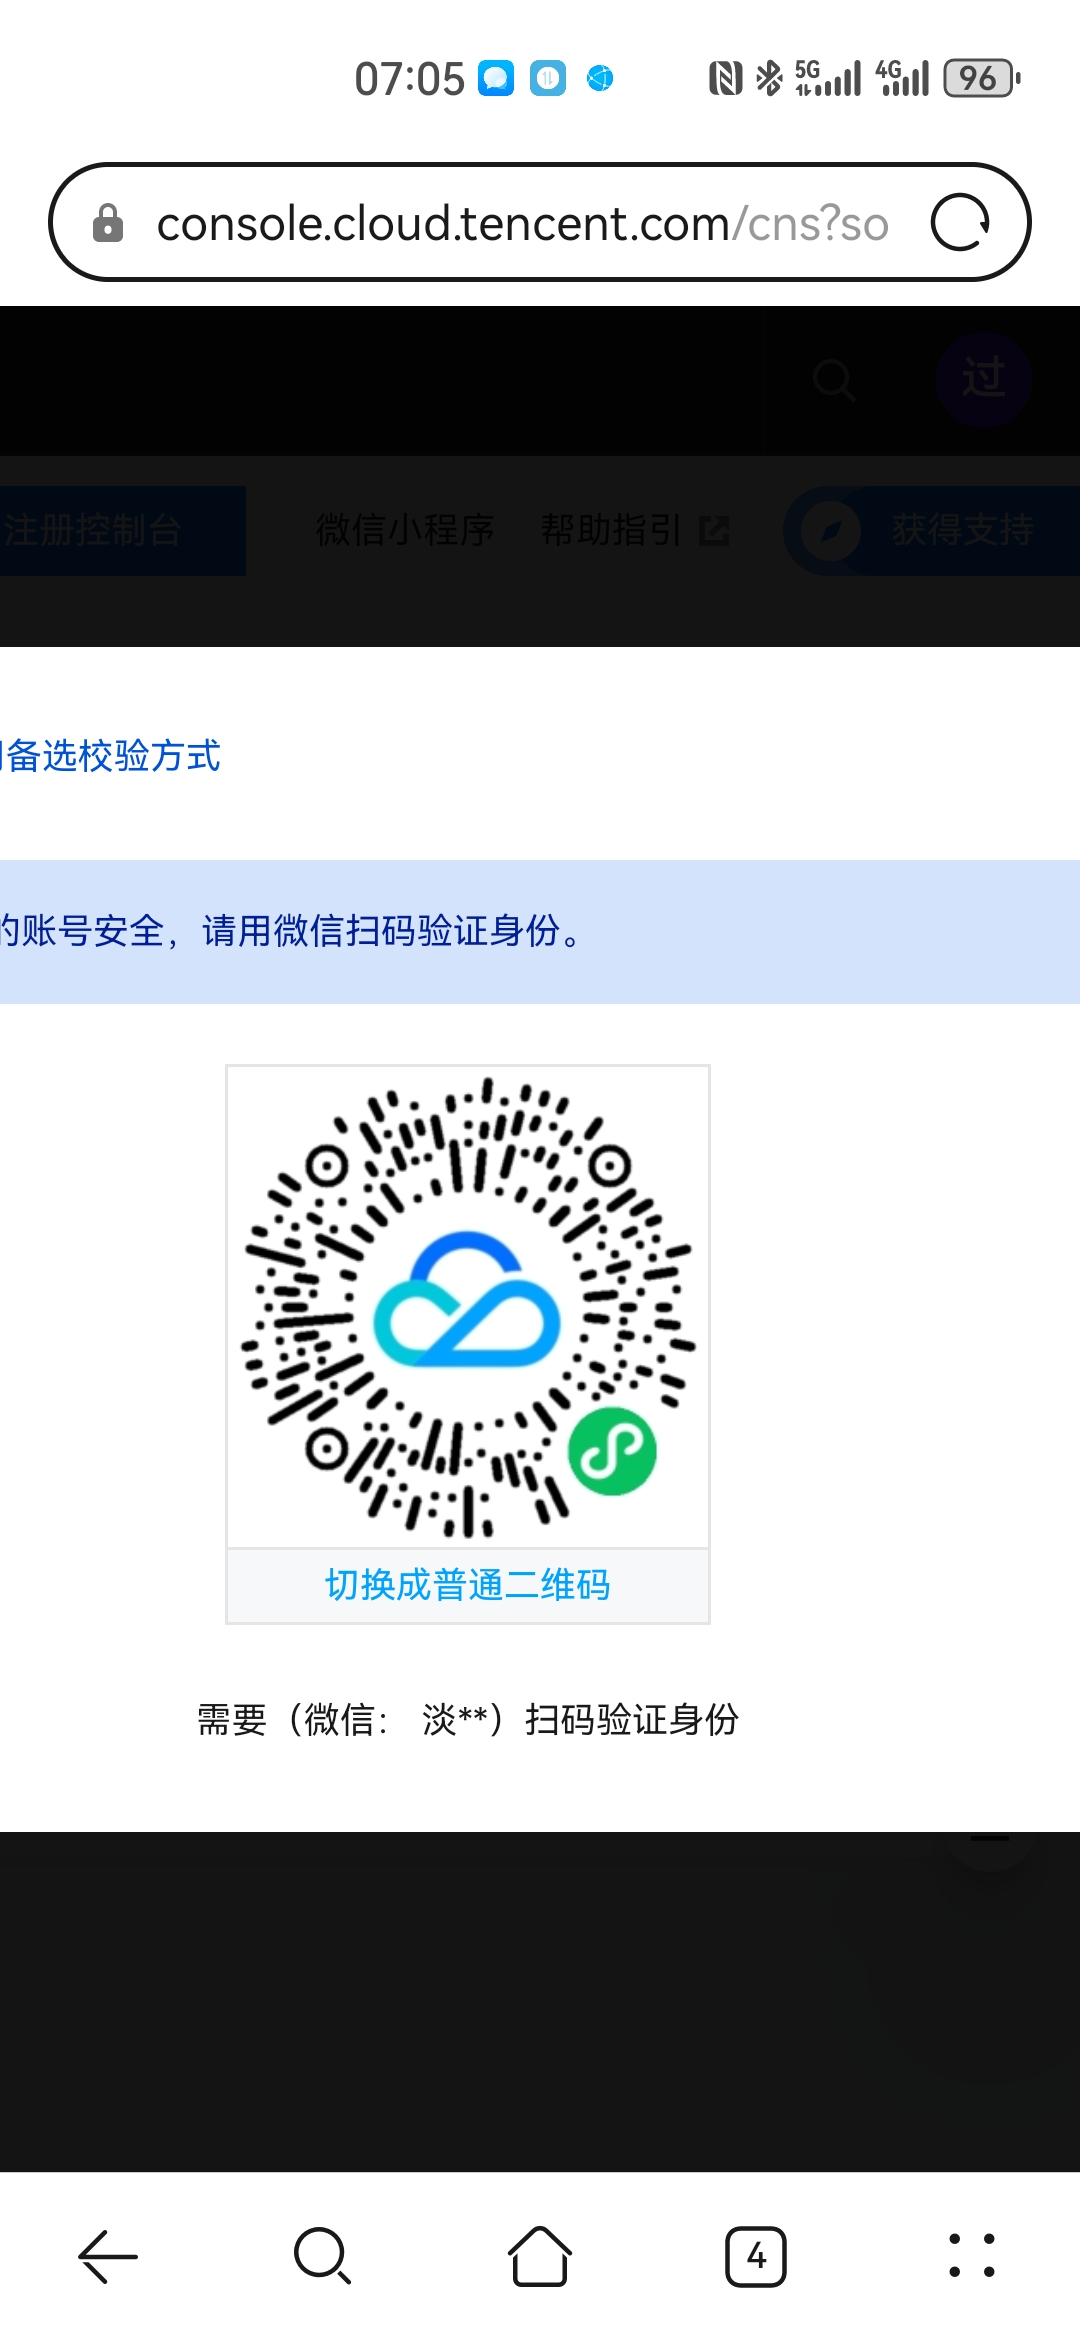 07:05
5G
4G
96
console.cloud.tencent.com/cns?so
过
注册控制台
微信小程序
帮助指引
获得支持
备选校验方式
的账号安全，请用微信扫码验证身份。
切换成普通二维码
需要（微信： 淡**）扫码验证身份
4